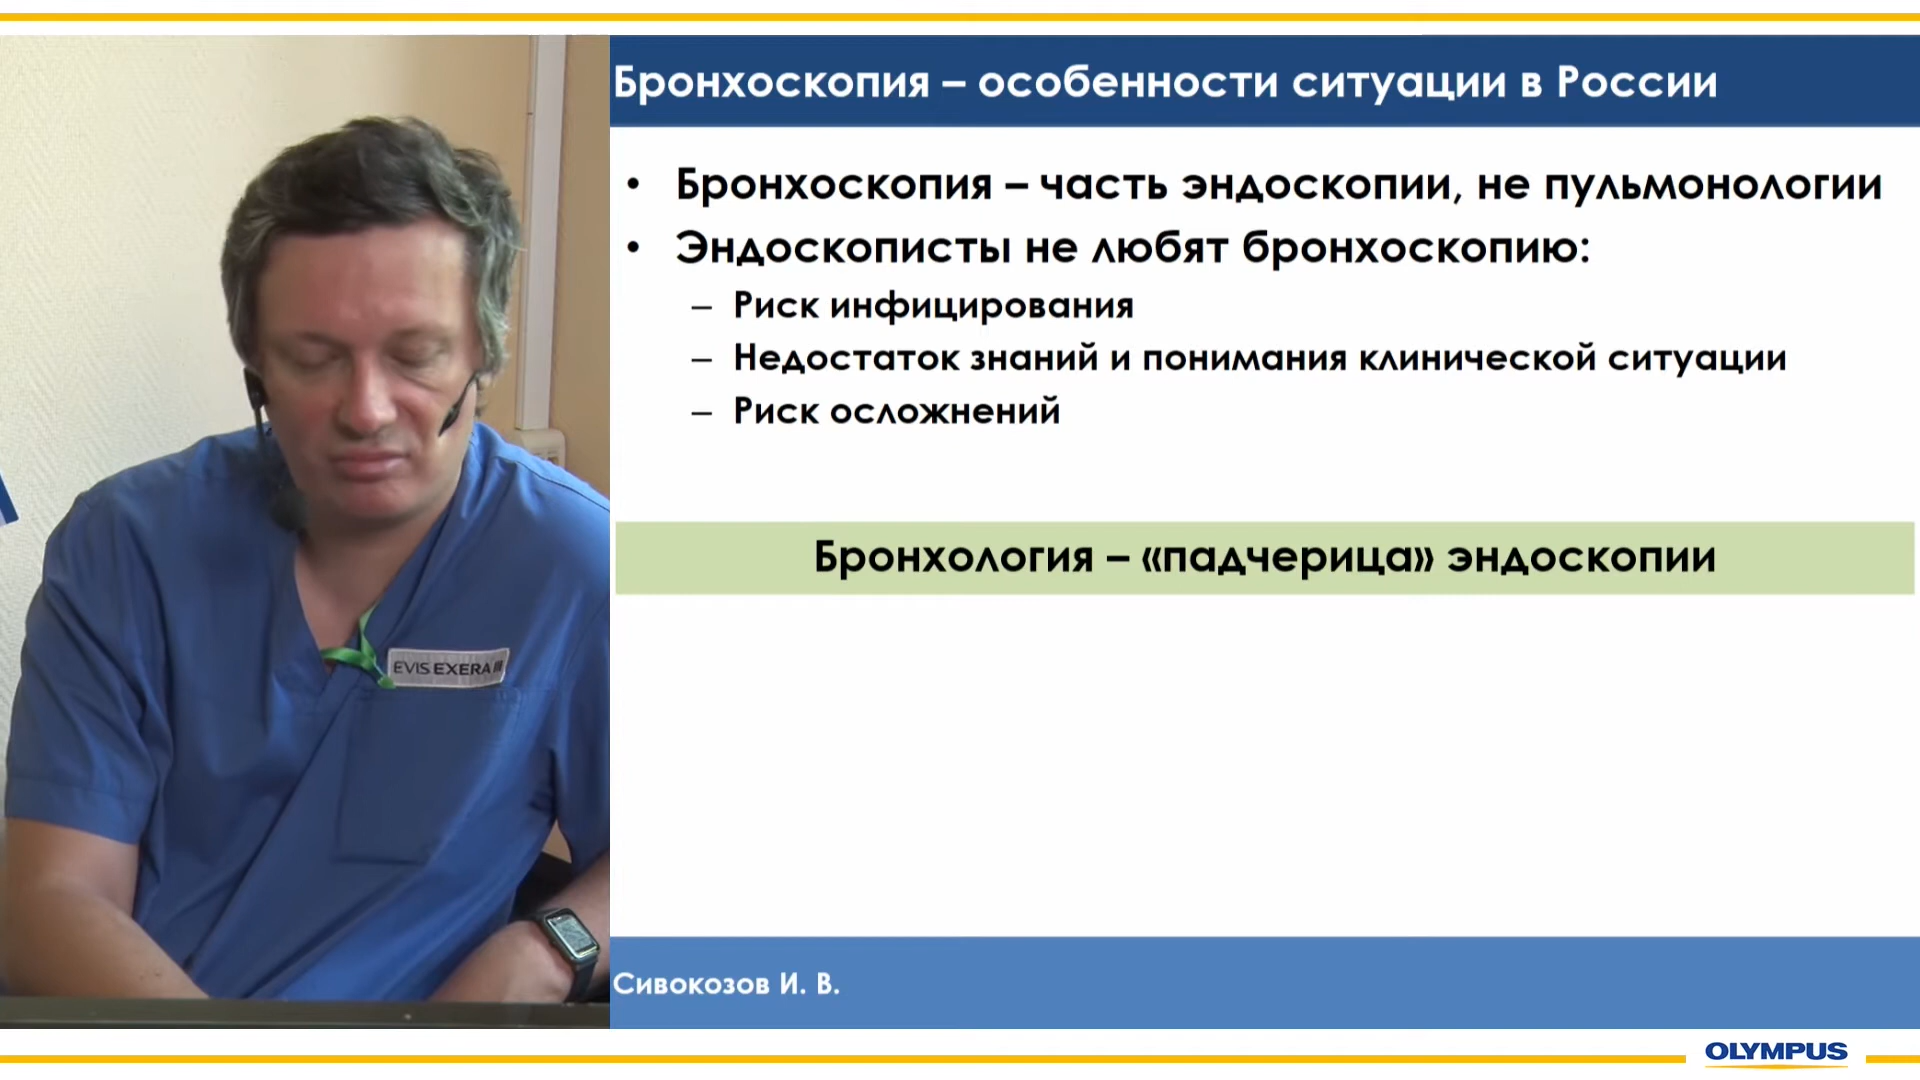 Бронхоскопия – особенности ситуации в России
• Бронхоскопия – часть эндоскопии, не пульмонологии
• Эндоскописты не любят бронхоскопию:
– Риск инфицирования
– Недостаток знаний и понимания клинической ситуации
– Риск осложнений
Бронхология – «падчерица» эндоскопии
EVIS EXERA III
Сивокозов И. В.
OLYMPUS